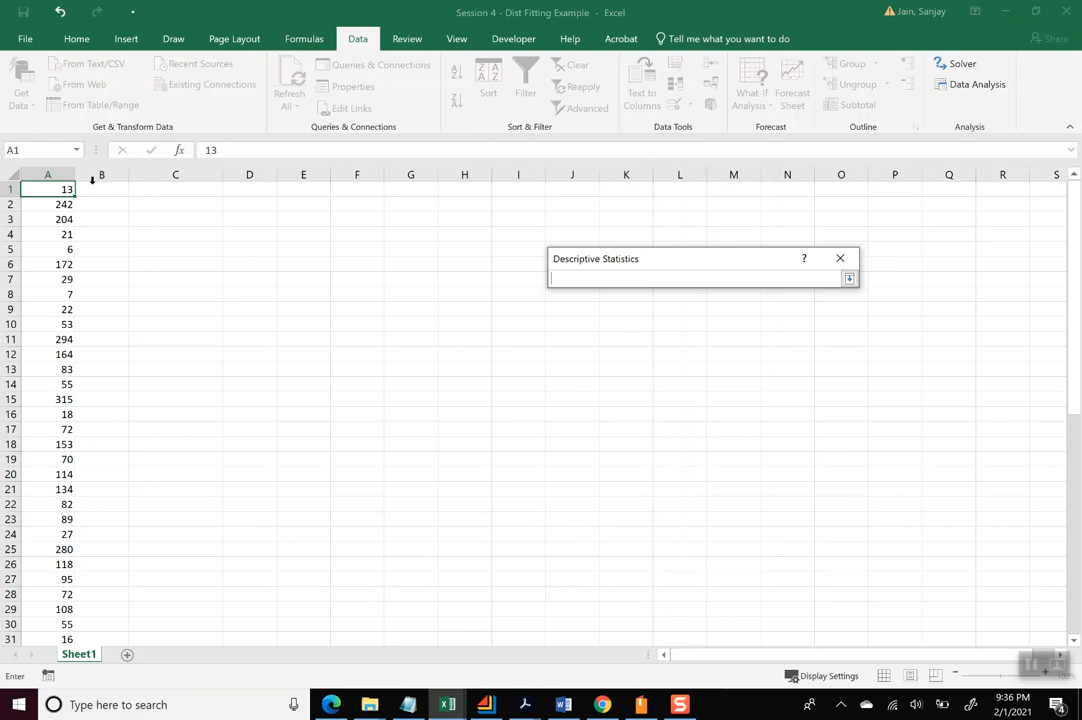 Session 4 - Dist Fitting Example - Excel
Jain, Sanjay
File Home Insert Draw Page Layout Formulas Data Review View Developer Help Acrobat Tell me what you want to do Share
Get Data
From Text/CSV
From Web
From Table/Range
Recent Sources
Existing Connections
Get & Transform Data
Refresh All
Queries & Connections
Properties
Edit Links
Queries & Connections
Sort
Filter
Clear
Reapply
Advanced
Sort & Filter
Text to Columns
Data Tools
What-If Analysis
Forecast Sheet
Forecast
Group
Ungroup
Subtotal
Outline
Solver
Data Analysis
Analysis
A1 fx 13
A B C D E F G H I J K L M N O P Q R S
1 13
2 242
3 204
4 21
5 6
6 172
7 29
8 7
9 22
10 53
11 294
12 164
13 83
14 55
15 315
16 18
17 72
18 153
19 70
20 114
21 134
22 82
23 89
24 27
25 280
26 118
27 95
28 72
29 108
30 55
31 16
Descriptive Statistics ?
Sheet1
Enter
Display Settings
Type here to search
9:36 PM
2/1/2021
4